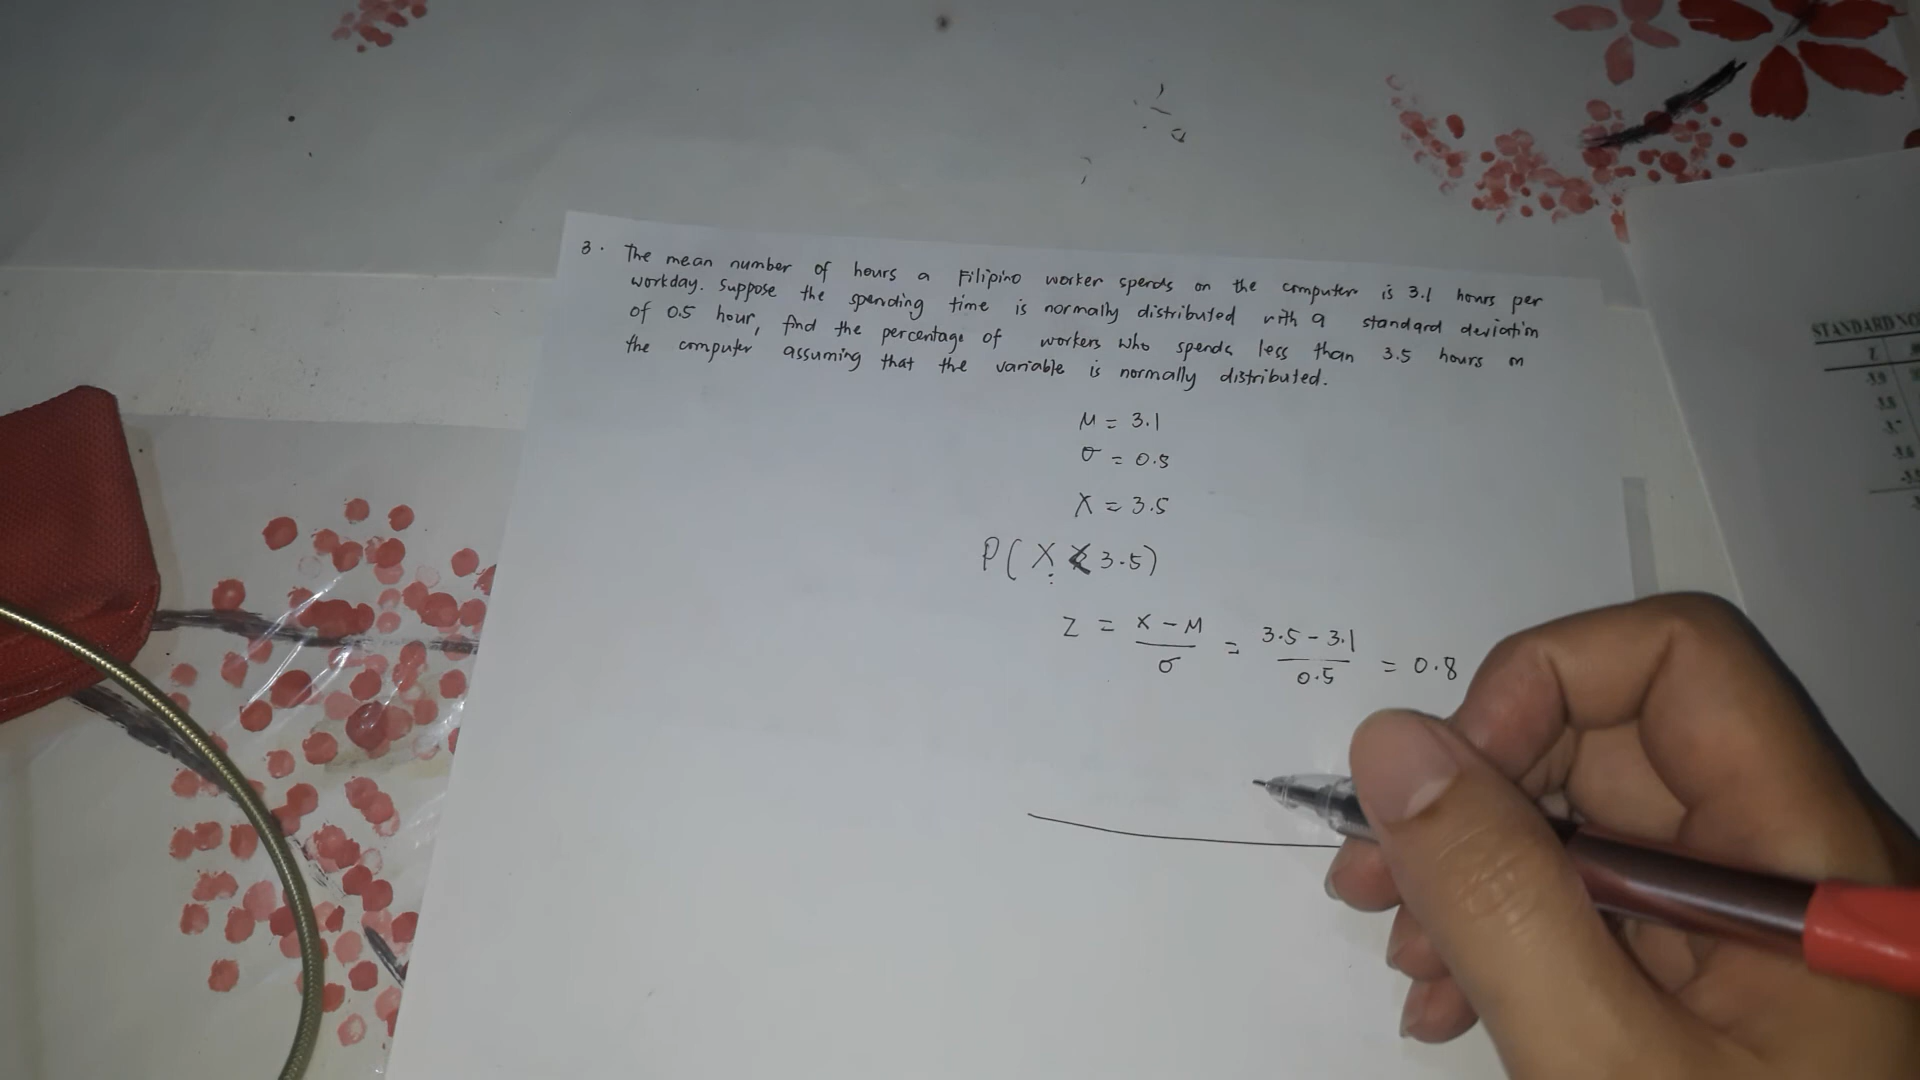 3. The mean number of hours a Filipino worker spends on the computer is 3.1 hours per
workday. Suppose the spending time is normally distributed with a standard deviation
of 0.5 hour, find the percentage of workers who spends less than 3.5 hours on
the computer assuming that the variable is normally distributed.
M = 3.1
σ = 0.5
X = 3.5
P(X < 3.5)
Z = x - M / σ = 3.5 - 3.1 / 0.5 = 0.8
STANDARD
Z